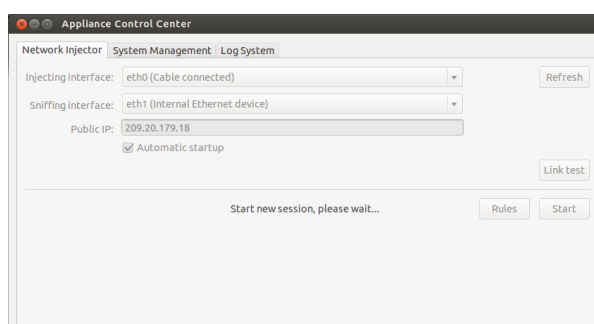 Appliance Control Center
Network Injector System Management Log System
Injecting interface: eth0 (Cable connected) Refresh
Sniffing interface: eth1 (Internal Ethernet device)
Public IP: 209.20.179.18
Automatic startup
Link test
Start new session, please wait... Rules Start